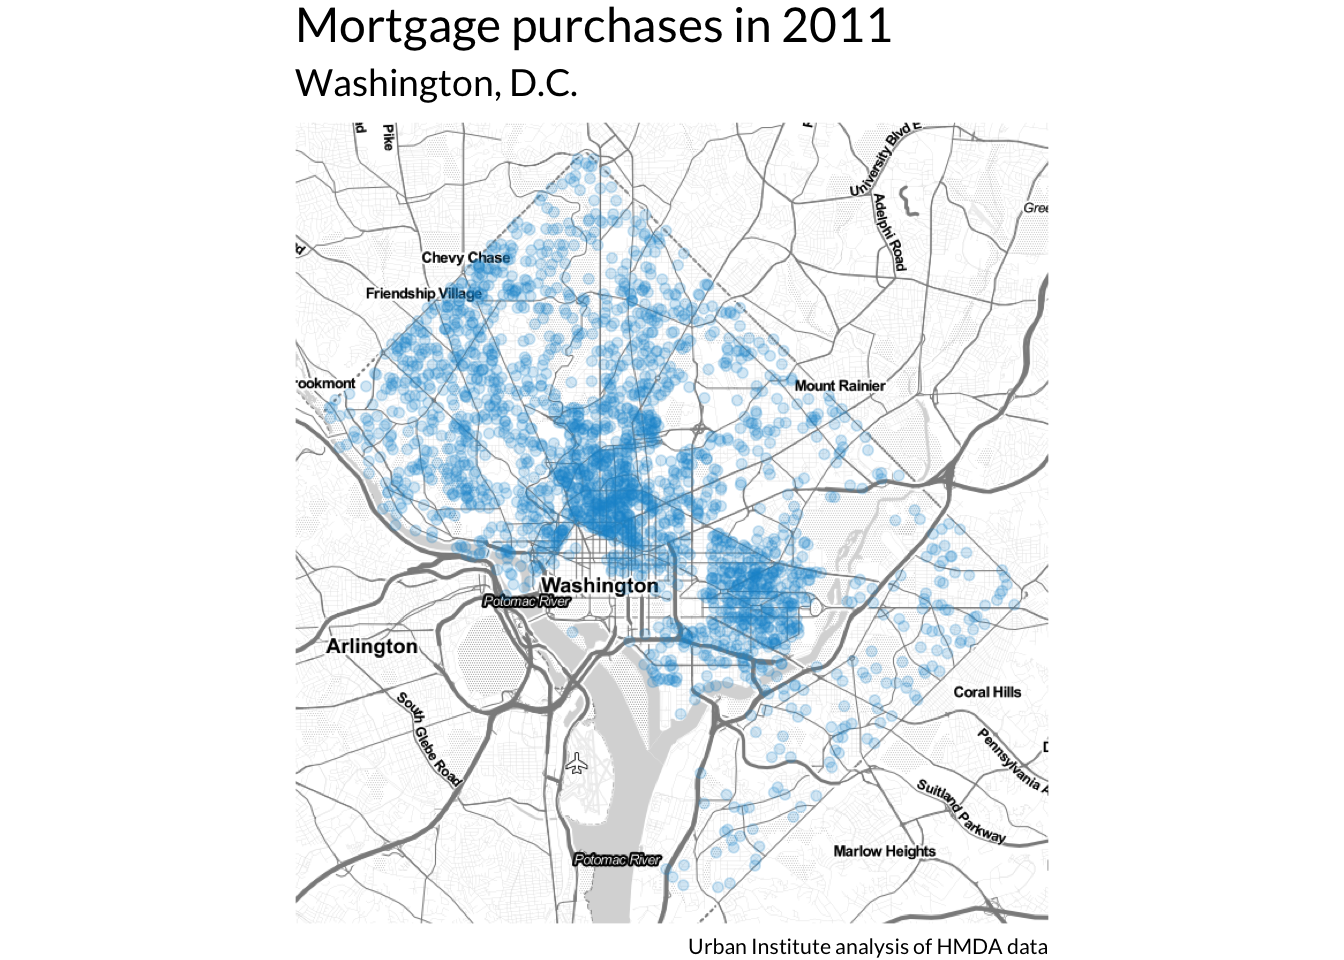 Mortgage purchases in 2011
Washington, D.C.
Pike
University Blvd E
Adelphi Road
Chevy Chase
Friendship Village
Mount Rainier
Washington
Potomac River
Arlington
South Glebe Road
Coral Hills
Pennsylvania A
Suitland Parkway
Marlow Heights
Potomac River
Urban Institute analysis of HMDA data